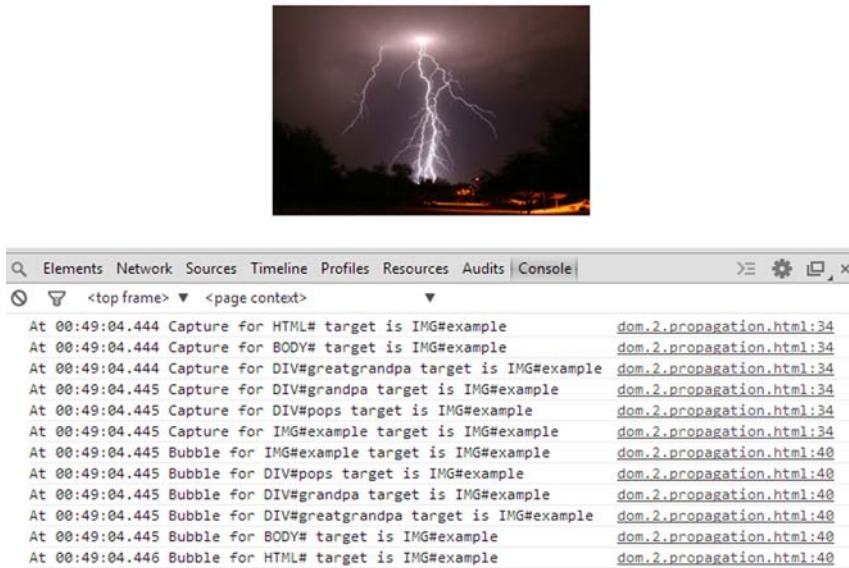 Elements Network Sources Timeline Profiles Resources Audits Console
<top frame> ▼ <page context> ▼
At 00:49:04.444 Capture for HTML# target is IMG#example dom.2.propagation.html:34
At 00:49:04.444 Capture for BODY# target is IMG#example dom.2.propagation.html:34
At 00:49:04.444 Capture for DIV#greatgrandpa target is IMG#example dom.2.propagation.html:34
At 00:49:04.445 Capture for DIV#grandpa target is IMG#example dom.2.propagation.html:34
At 00:49:04.445 Capture for DIV#pops target is IMG#example dom.2.propagation.html:34
At 00:49:04.445 Capture for IMG#example target is IMG#example dom.2.propagation.html:34
At 00:49:04.445 Bubble for IMG#example target is IMG#example dom.2.propagation.html:40
At 00:49:04.445 Bubble for DIV#pops target is IMG#example dom.2.propagation.html:40
At 00:49:04.445 Bubble for DIV#grandpa target is IMG#example dom.2.propagation.html:40
At 00:49:04.445 Bubble for DIV#greatgrandpa target is IMG#example dom.2.propagation.html:40
At 00:49:04.445 Bubble for BODY# target is IMG#example dom.2.propagation.html:40
At 00:49:04.446 Bubble for HTML# target is IMG#example dom.2.propagation.html:40